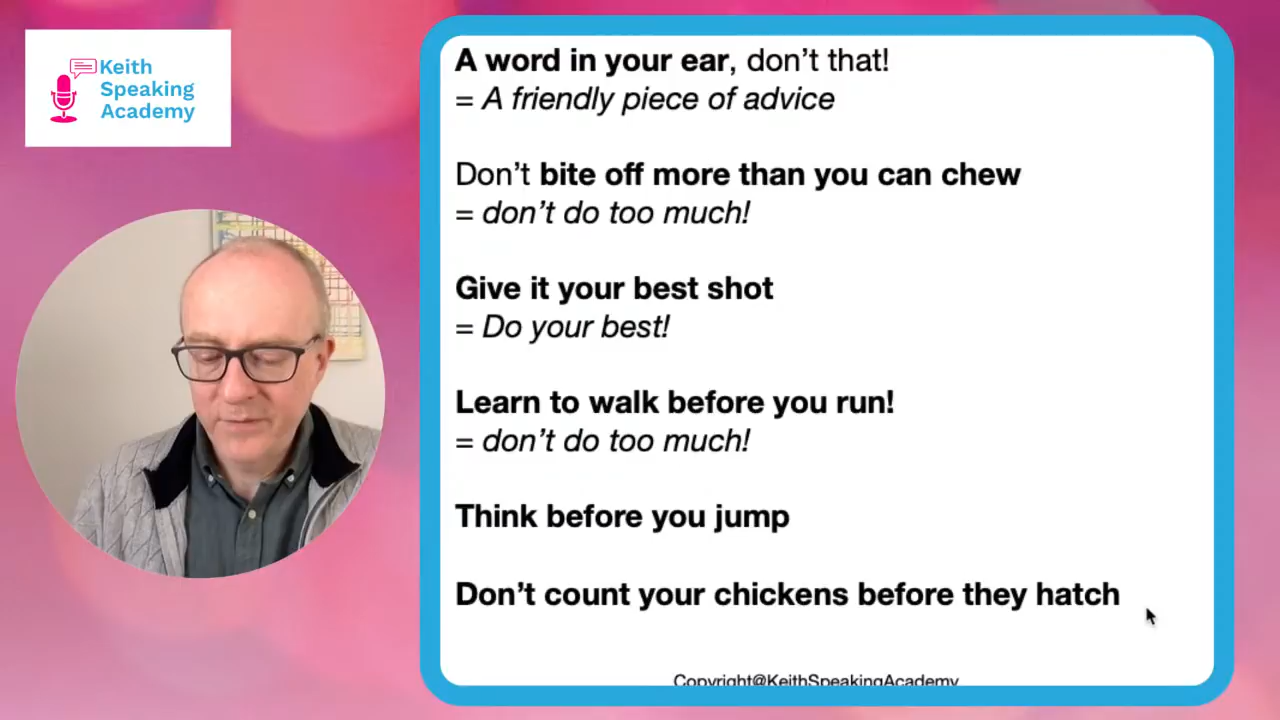 Keith
Speaking
Academy
A word in your ear, don’t that!
= A friendly piece of advice
Don’t bite off more than you can chew
= don’t do too much!
Give it your best shot
= Do your best!
Learn to walk before you run!
= don’t do too much!
Think before you jump
Don’t count your chickens before they hatch
Copyright@KeithSpeakingAcademy